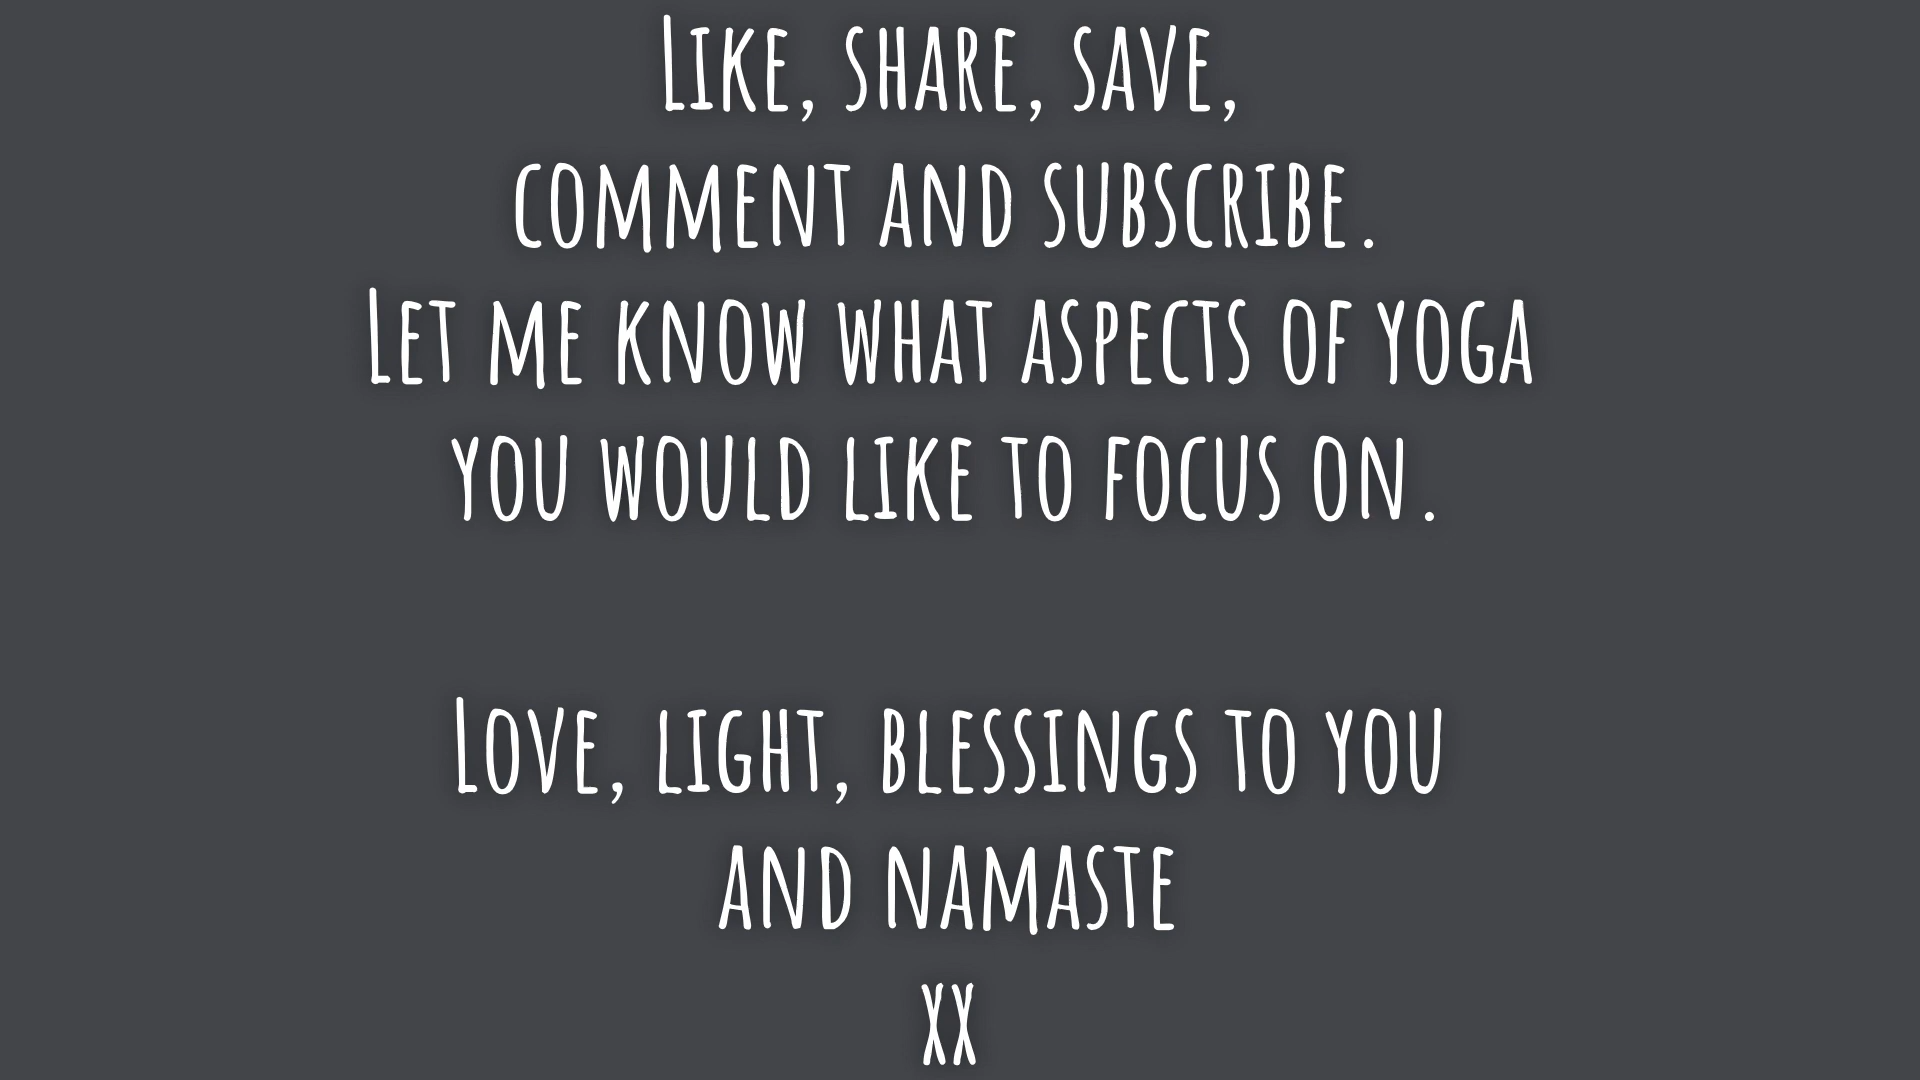 Like, share, save,
comment and subscribe.
Let me know what aspects of yoga
you would like to focus on.
Love, light, blessings to you
and namaste
xx